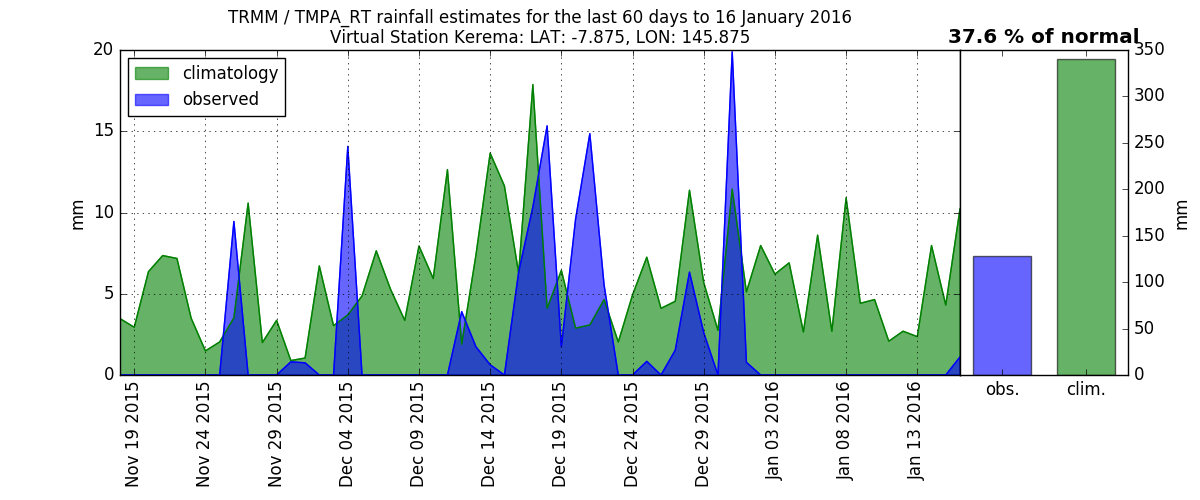 TRMM / TMPA_RT rainfall estimates for the last 60 days to 16 January 2016
Virtual Station Kerema: LAT: -7.875, LON: 145.875
37.6 % of normal
climatology
observed
mm
20
15
10
5
0
Nov 19 2015
Nov 24 2015
Nov 29 2015
Dec 04 2015
Dec 09 2015
Dec 14 2015
Dec 19 2015
Dec 24 2015
Dec 29 2015
Jan 03 2016
Jan 08 2016
Jan 13 2016
obs.
clim.
350
300
250
200
150
100
50
0
mm